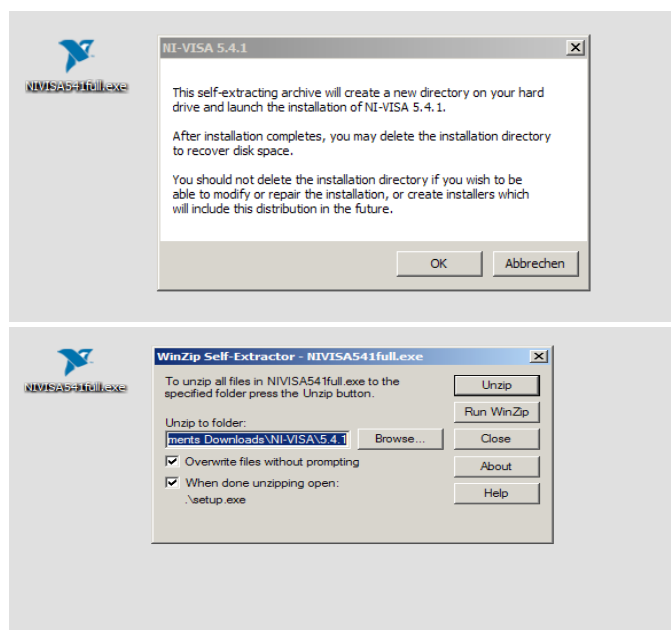 NI-VISA 5.4.1
NIVISA541full.exe
This self-extracting archive will create a new directory on your hard
drive and launch the installation of NI-VISA 5.4.1.
After installation completes, you may delete the installation directory
to recover disk space.
You should not delete the installation directory if you wish to be
able to modify or repair the installation, or create installers which
will include this distribution in the future.
OK
Abbrechen
WinZip Self-Extractor - NIVISA541full.exe
NIVISA541full.exe
To unzip all files in NIVISA541full.exe to the
specified folder press the Unzip button.
Unzip to folder:
ments Downloads\NI-VISA\5.4.1
Browse...
Overwrite files without prompting
When done unzipping open:
.\setup.exe
Unzip
Run WinZip
Close
About
Help